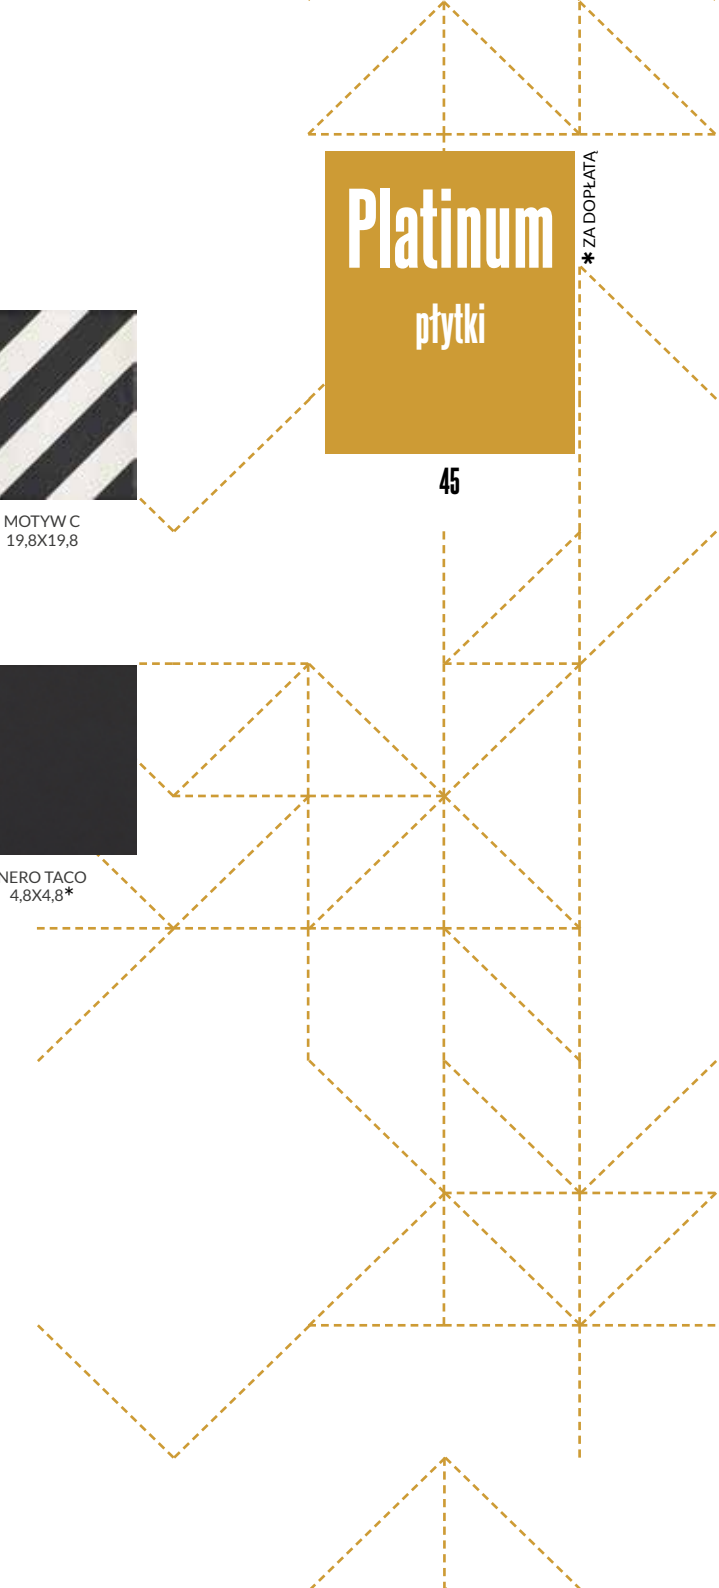 Platinum
płytki
* ZA DOPŁATĄ
45
MOTYW C
19,8X19,8
NERO TACO
4,8X4,8*